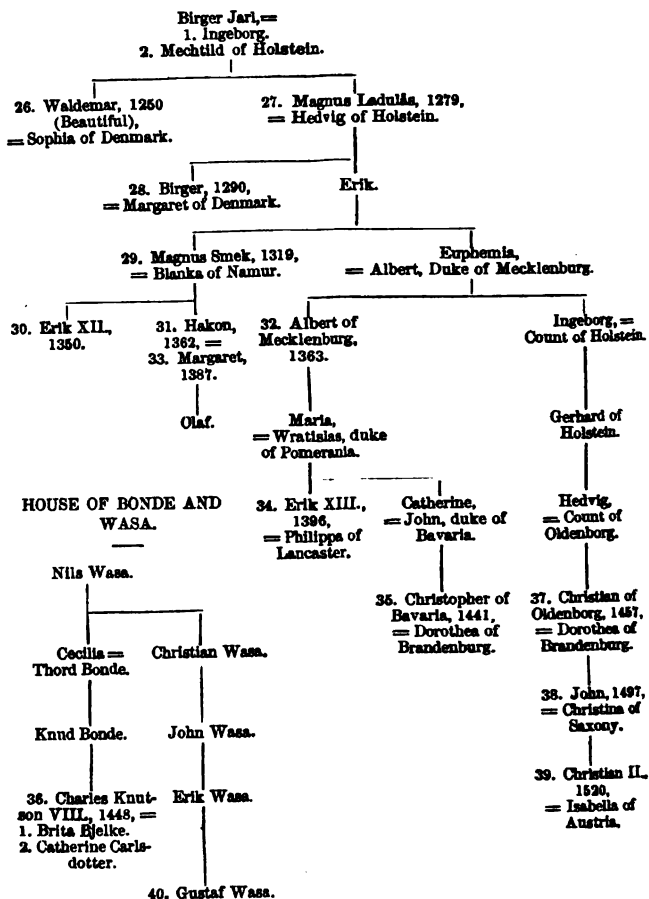 Birger Jarl,=
1. Ingeborg.
2. Mechtild of Holstein.
26. Waldemar, 1250
(Beautiful),
= Sophia of Denmark.
27. Magnus Ladulås, 1279,
= Hedvig of Holstein.
28. Birger, 1290,
= Margaret of Denmark.
Erik.
29. Magnus Smek, 1319,
= Blanka of Namur.
Euphemia,
= Albert, Duke of Mecklenburg.
30. Erik XII.,
1350.
31. Hakon,
1362, =
33. Margaret,
1387.
32. Albert of
Mecklenburg,
1363.
Ingeborg, =
Count of Holstein.
Olaf.
Maria,
= Wratislas, duke
of Pomerania.
Gerhard of
Holstein.
HOUSE OF BONDE AND
WASA.
34. Erik XIII.,
1396,
= Philippa of
Lancaster.
Catherine,
= John, duke of
Bavaria.
Hedvig,
= Count of
Oldenborg.
Nils Wasa.
35. Christopher of
Bavaria, 1441,
= Dorothea of
Brandenburg.
37. Christian of
Oldenborg, 1457,
= Dorothea of
Brandenburg.
Cecilia =
Thord Bonde.
Christian Wasa.
38. John, 1497,
= Christina of
Saxony.
Knud Bonde.
John Wasa.
39. Christian II.,
1520,
= Isabella of
Austria.
36. Charles Knut-
son VIII., 1448, =
1. Brita Bjelke.
2. Catherine Carls-
dotter.
Erik Wasa.
40. Gustaf Wasa.